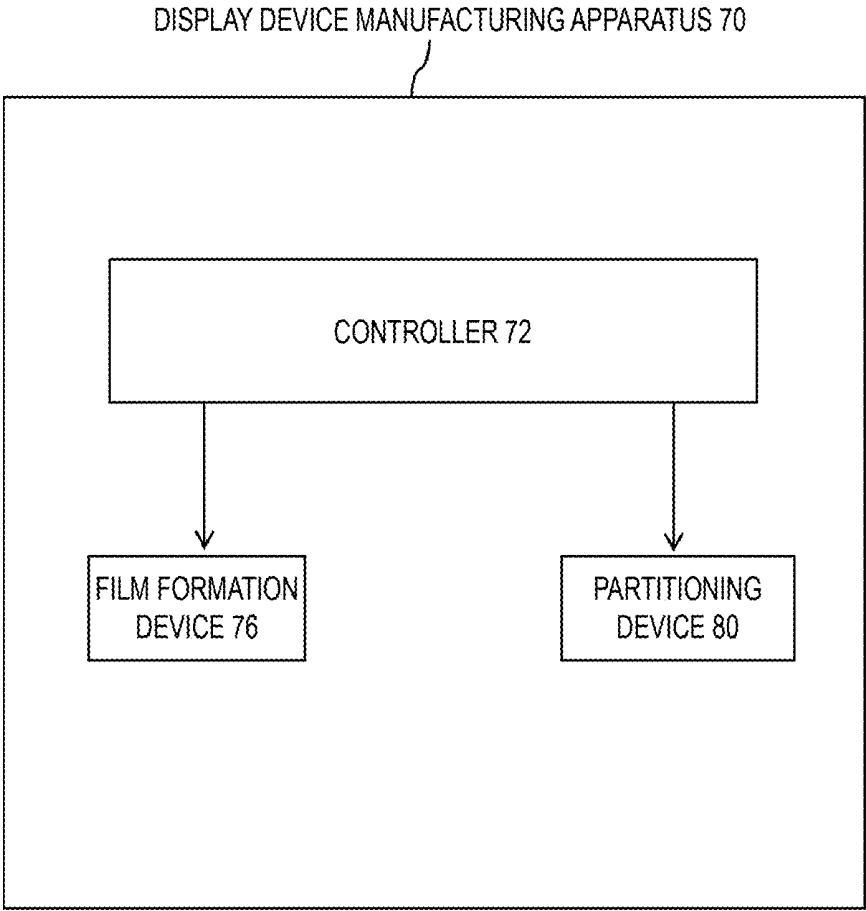 DISPLAY DEVICE MANUFACTURING APPARATUS 70
CONTROLLER 72
FILM FORMATION
DEVICE 76
PARTITIONING
DEVICE 80